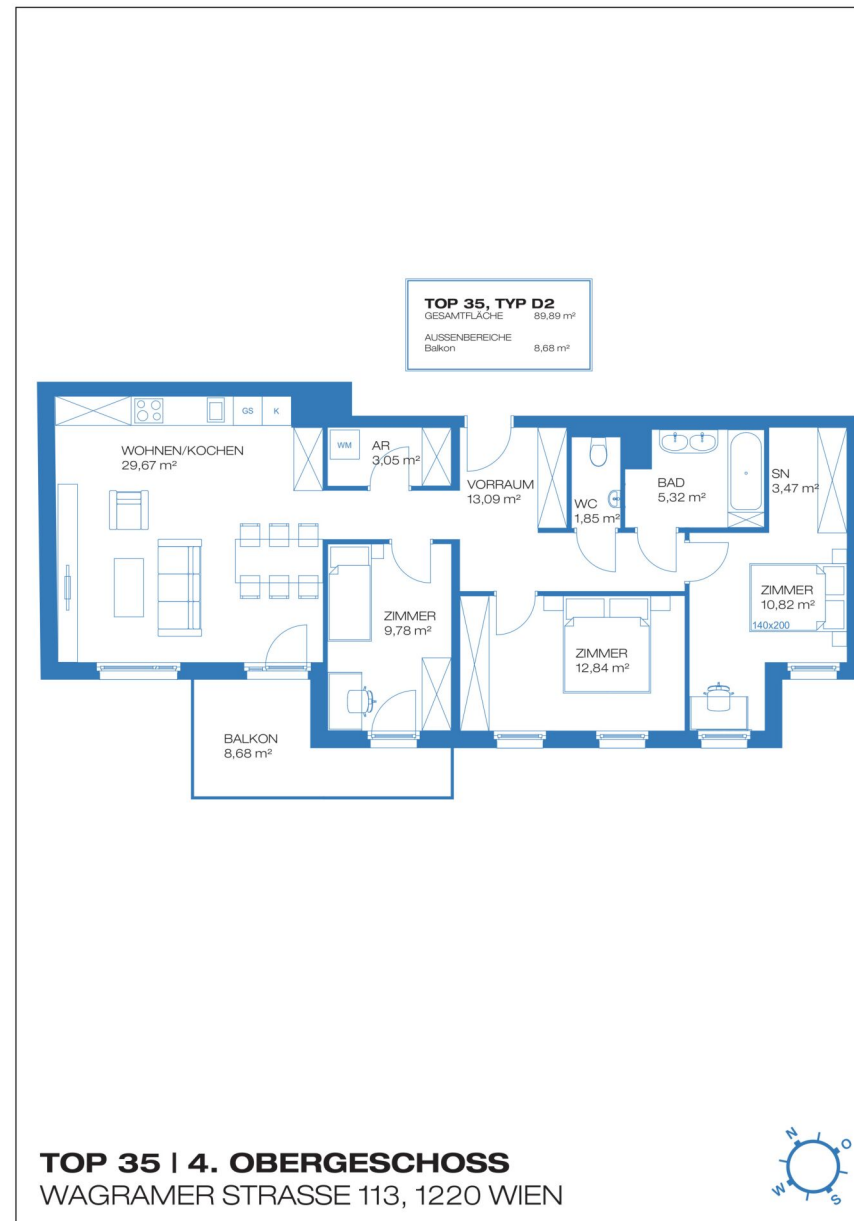 TOP 35, TYP D2
GESAMTFLÄCHE 89,89 m²
AUSSENBEREICHE
Balkon 8,68 m²
GS K
WOHNEN/KOCHEN
29,67 m²
WM
AR
3,05 m²
VORRAUM
13,09 m²
WC
1,85 m²
BAD
5,32 m²
SN
3,47 m²
ZIMMER
9,78 m²
ZIMMER
12,84 m²
ZIMMER
10,82 m²
140x200
BALKON
8,68 m²
TOP 35 | 4. OBERGESCHOSS
WAGRAMER STRASSE 113, 1220 WIEN
N
O
W
S